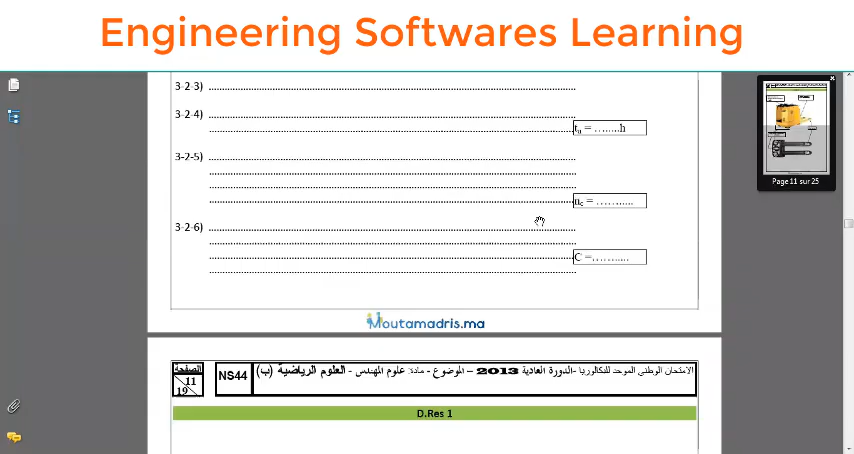 Engineering Softwares Learning
3-2-3) ........................................................................
3-2-4) ........................................................................
tu = ….....h
3-2-5) ........................................................................
nc = ……......
3-2-6) ........................................................................
C =……......
Moutamadris.ma
Page 11 sur 25
الصفحة
11
19
NS44
الامتحان الوطني الموحد للبكالوريا -الدورة العادية 2013 – الموضوع - مادة: علوم المهندس - العلوم الرياضية (ب)
D.Res 1